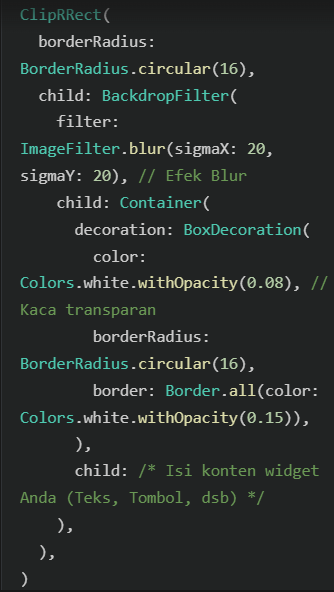 ClipRRect(
  borderRadius:
BorderRadius.circular(16),
  child: BackdropFilter(
    filter:
ImageFilter.blur(sigmaX: 20,
sigmaY: 20), // Efek Blur
    child: Container(
      decoration: BoxDecoration(
        color:
Colors.white.withOpacity(0.08), //
Kaca transparan
        borderRadius:
BorderRadius.circular(16),
        border: Border.all(color:
Colors.white.withOpacity(0.15)),
      ),
      child: /* Isi konten widget
Anda (Teks, Tombol, dsb) */
    ),
  ),
)